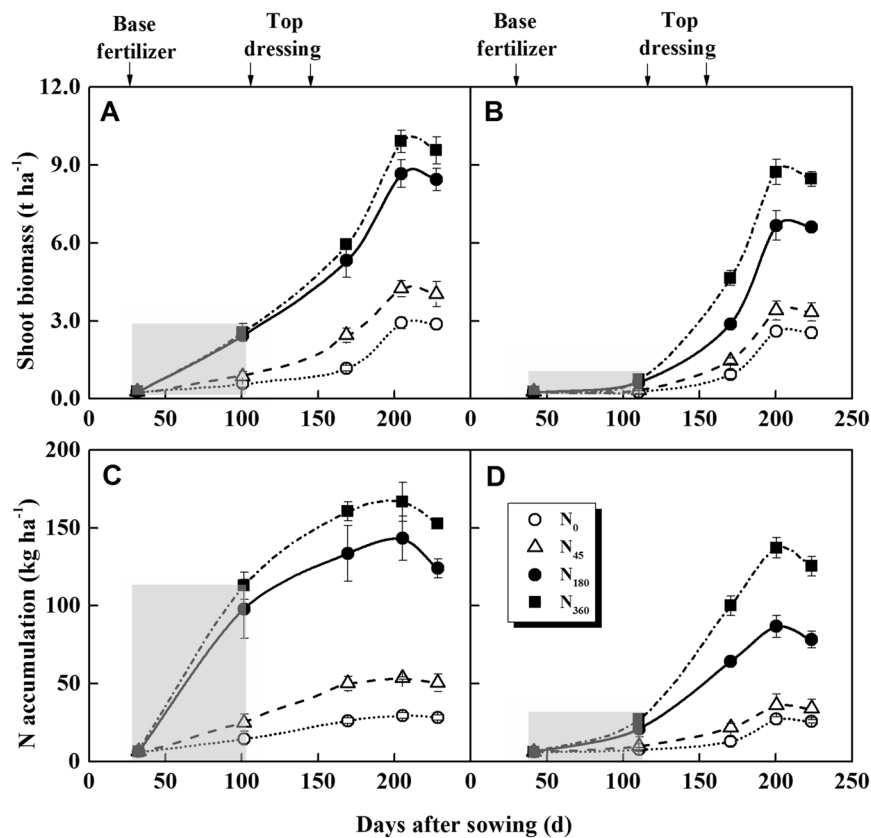 Base fertilizer
Top dressing
Base fertilizer
Top dressing
A
B
Shoot biomass (t ha⁻¹)
12.0
9.0
6.0
3.0
0.0
0 50 100 150 200 0 50 100 150 200 250
C
D
N accumulation (kg ha⁻¹)
200
150
100
50
0
N₀
N₄₅
N₁₈₀
N₃₆₀
0 50 100 150 200 0 50 100 150 200 250
Days after sowing (d)